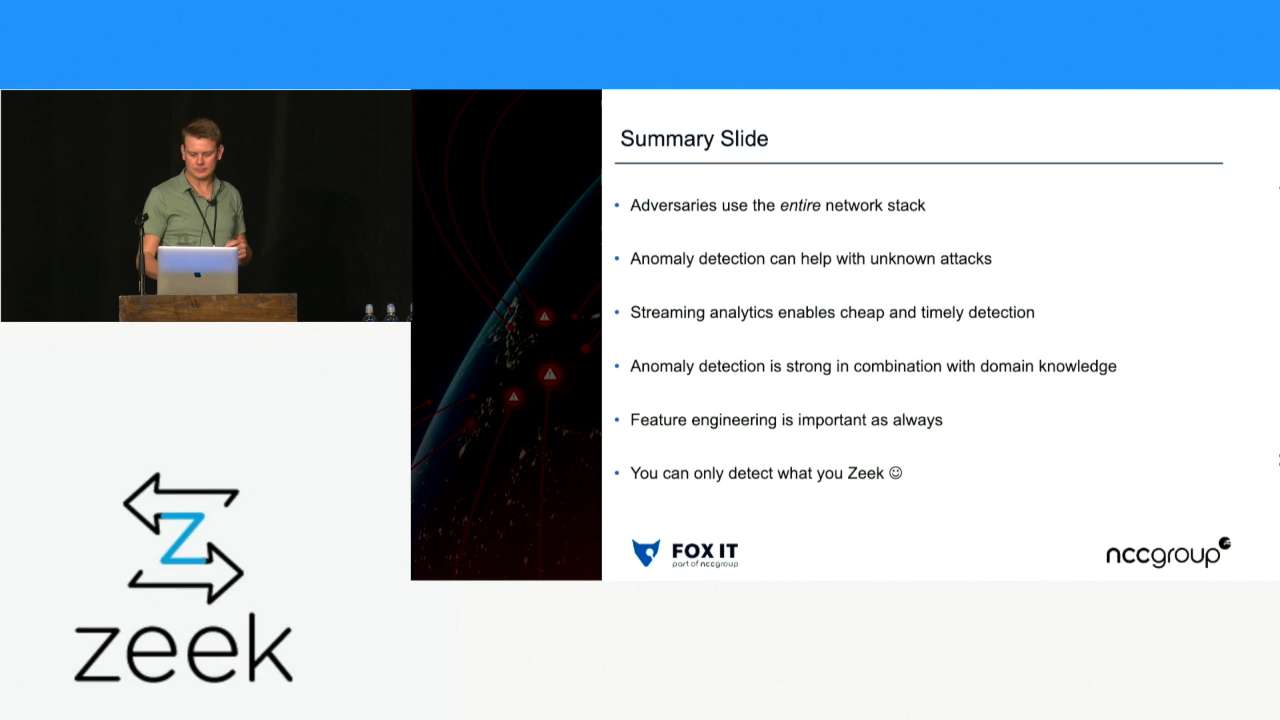 Summary Slide
• Adversaries use the entire network stack
• Anomaly detection can help with unknown attacks
• Streaming analytics enables cheap and timely detection
• Anomaly detection is strong in combination with domain knowledge
• Feature engineering is important as always
• You can only detect what you Zeek ☺
FOX IT
part of nccgroup
nccgroup
Z
zeek